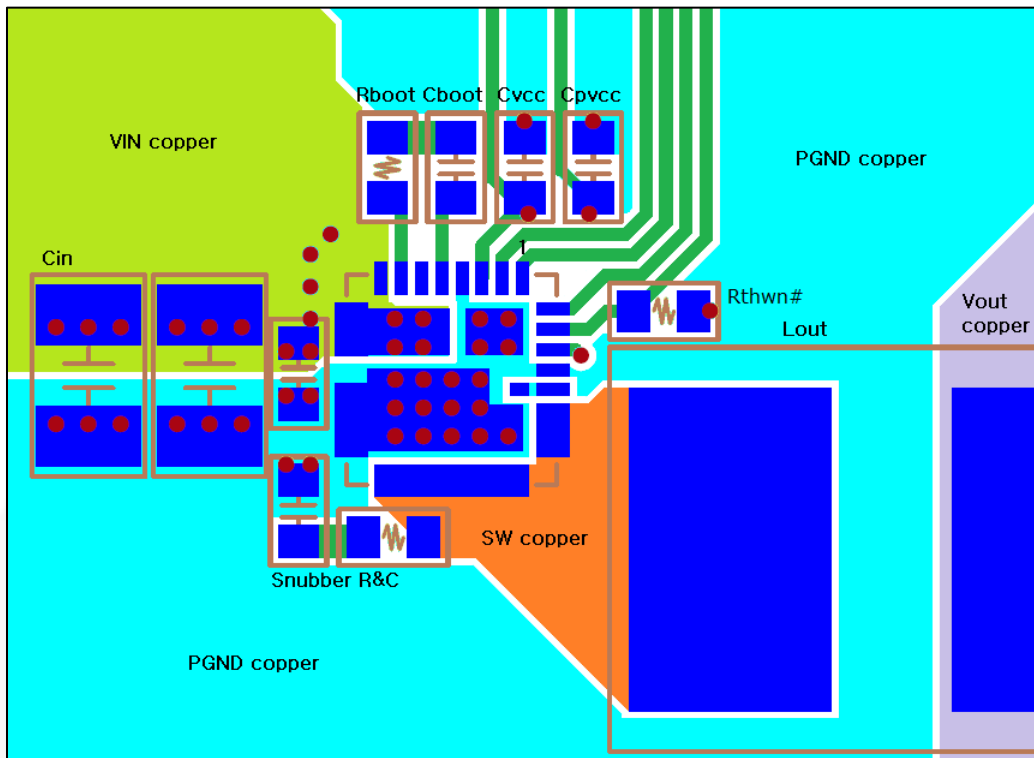 Rboot Cboot Cvcc Cpvcc
VIN copper
PGND copper
1
Cin
Rthwn#
Vout
copper
Lout
SW copper
Snubber R&C
PGND copper